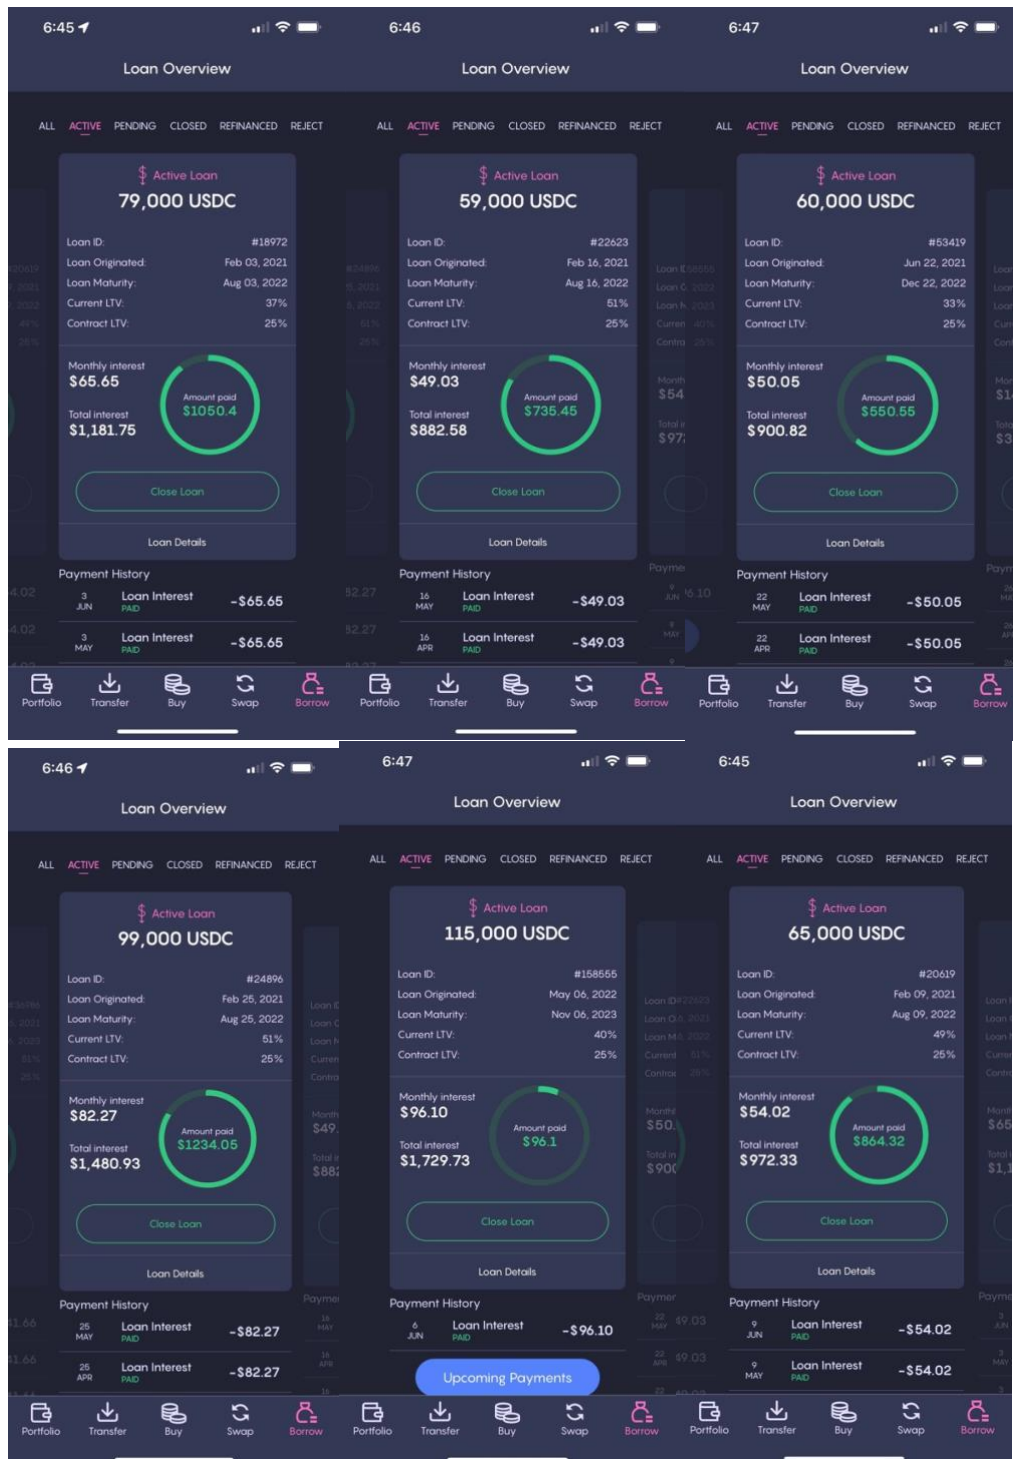 6:45
Loan Overview
ALL ACTIVE PENDING CLOSED REFINANCED REJECT
Active Loan
79,000 USDC
Loan ID: #18972
Loan Originated: Feb 03, 2021
Loan Maturity: Aug 03, 2022
Current LTV: 37%
Contract LTV: 25%
Monthly interest
$65.65
Amount paid
$1050.4
Total interest
$1,181.75
Close Loan
Loan Details
Payment History
3 JUN Loan Interest -$65.65
PAID
3 MAY Loan Interest -$65.65
PAID
Portfolio Transfer Buy Swap Borrow
6:46
Loan Overview
ALL ACTIVE PENDING CLOSED REFINANCED REJECT
Active Loan
59,000 USDC
Loan ID: #22623
Loan Originated: Feb 16, 2021
Loan Maturity: Aug 16, 2022
Current LTV: 51%
Contract LTV: 25%
Monthly interest
$49.03
Amount paid
$735.45
Total interest
$882.58
Close Loan
Loan Details
Payment History
16 MAY Loan Interest -$49.03
PAID
16 APR Loan Interest -$49.03
PAID
Portfolio Transfer Buy Swap Borrow
6:47
Loan Overview
ALL ACTIVE PENDING CLOSED REFINANCED REJECT
Active Loan
60,000 USDC
Loan ID: #53419
Loan Originated: Jun 22, 2021
Loan Maturity: Dec 22, 2022
Current LTV: 33%
Contract LTV: 25%
Monthly interest
$50.05
Amount paid
$550.55
Total interest
$900.82
Close Loan
Loan Details
Payment History
22 MAY Loan Interest -$50.05
PAID
22 APR Loan Interest -$50.05
PAID
Portfolio Transfer Buy Swap Borrow
6:46
Loan Overview
ALL ACTIVE PENDING CLOSED REFINANCED REJECT
Active Loan
99,000 USDC
Loan ID: #24896
Loan Originated: Feb 25, 2021
Loan Maturity: Aug 25, 2022
Current LTV: 51%
Contract LTV: 25%
Monthly interest
$82.27
Amount paid
$1234.05
Total interest
$1,480.93
Close Loan
Loan Details
Payment History
25 MAY Loan Interest -$82.27
PAID
25 APR Loan Interest -$82.27
PAID
Portfolio Transfer Buy Swap Borrow
6:47
Loan Overview
ALL ACTIVE PENDING CLOSED REFINANCED REJECT
Active Loan
115,000 USDC
Loan ID: #158555
Loan Originated: May 06, 2022
Loan Maturity: Nov 06, 2023
Current LTV: 40%
Contract LTV: 25%
Monthly interest
$96.10
Amount paid
$96.1
Total interest
$1,729.73
Close Loan
Loan Details
Payment History
6 JUN Loan Interest -$96.10
PAID
Upcoming Payments
Portfolio Transfer Buy Swap Borrow
6:45
Loan Overview
ALL ACTIVE PENDING CLOSED REFINANCED REJECT
Active Loan
65,000 USDC
Loan ID: #20619
Loan Originated: Feb 09, 2021
Loan Maturity: Aug 09, 2022
Current LTV: 49%
Contract LTV: 25%
Monthly interest
$54.02
Amount paid
$864.32
Total interest
$972.33
Close Loan
Loan Details
Payment History
9 JUN Loan Interest -$54.02
PAID
9 MAY Loan Interest -$54.02
PAID
Portfolio Transfer Buy Swap Borrow